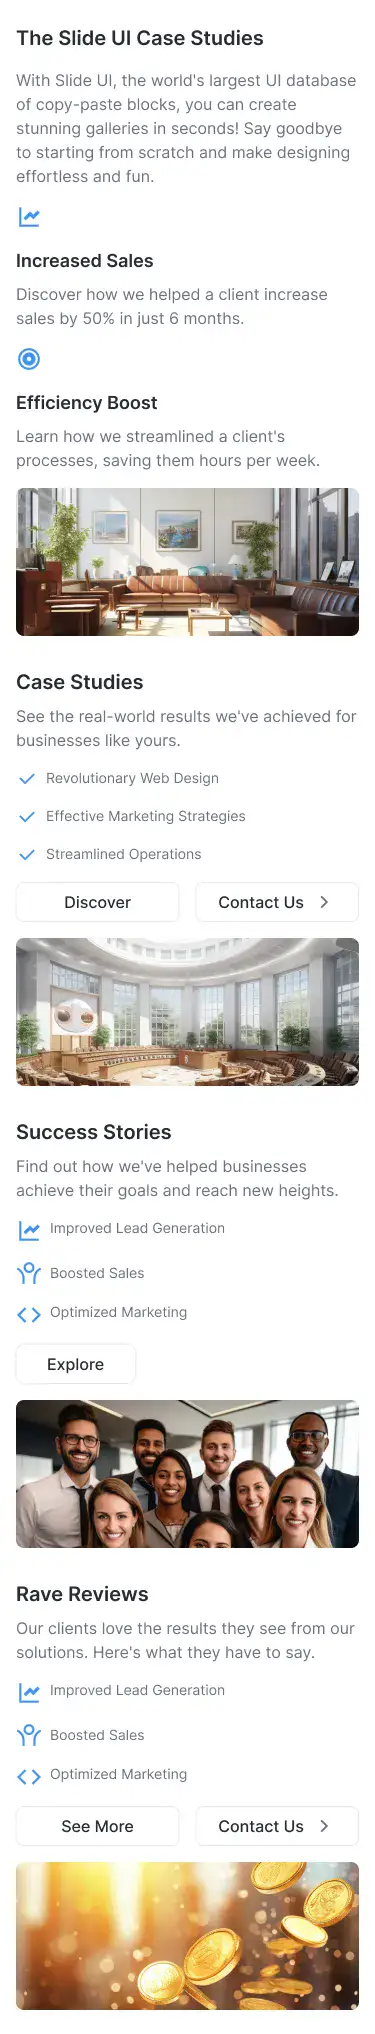 The Slide UI Case Studies
With Slide UI, the world's largest UI database
of copy-paste blocks, you can create
stunning galleries in seconds! Say goodbye
to starting from scratch and make designing
effortless and fun.
Increased Sales
Discover how we helped a client increase
sales by 50% in just 6 months.
Efficiency Boost
Learn how we streamlined a client's
processes, saving them hours per week.
Case Studies
See the real-world results we've achieved for
businesses like yours.
Revolutionary Web Design
Effective Marketing Strategies
Streamlined Operations
Discover
Contact Us
Success Stories
Find out how we've helped businesses
achieve their goals and reach new heights.
Improved Lead Generation
Boosted Sales
Optimized Marketing
Explore
Rave Reviews
Our clients love the results they see from our
solutions. Here's what they have to say.
Improved Lead Generation
Boosted Sales
Optimized Marketing
See More
Contact Us